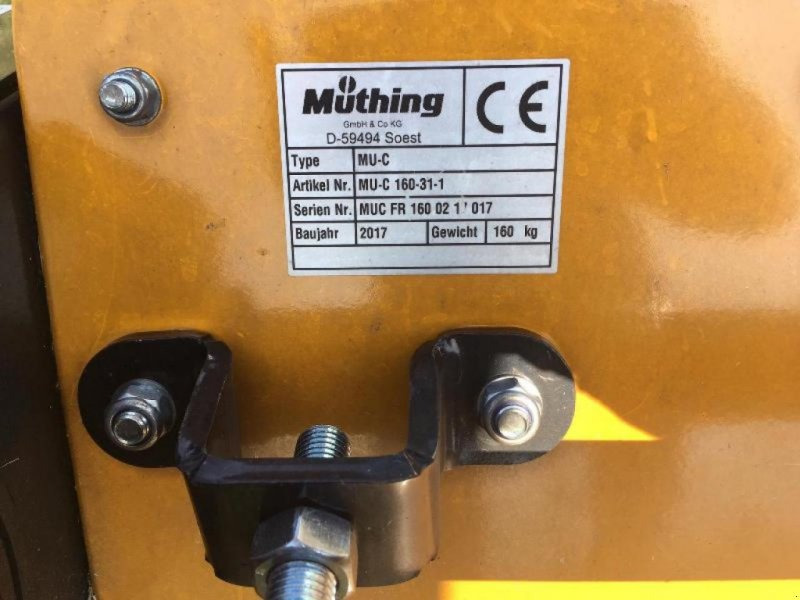 Müthing
GmbH & Co KG
D-59494 Soest
CE
Type MU-C
Artikel Nr. MU-C 160-31-1
Serien Nr. MUC FR 160 02 017
Baujahr 2017 Gewicht 160 kg